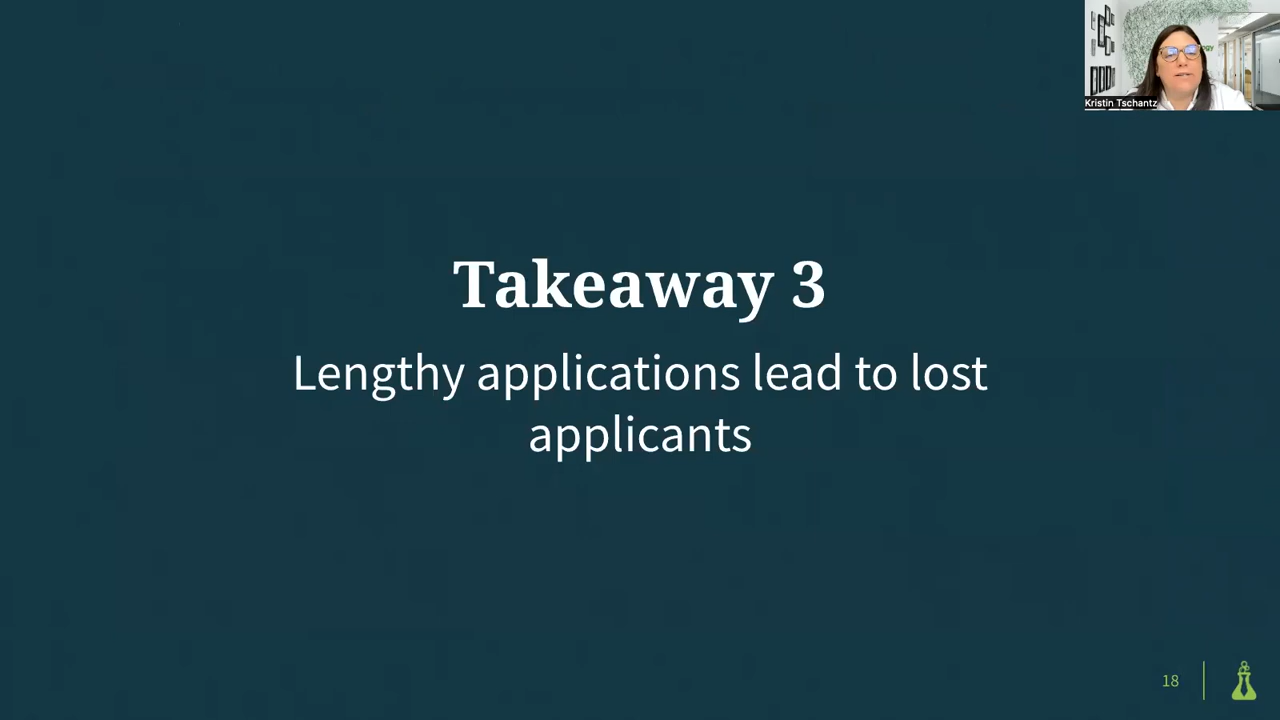 Kristin Tschantz
Takeaway 3
Lengthy applications lead to lost
applicants
18